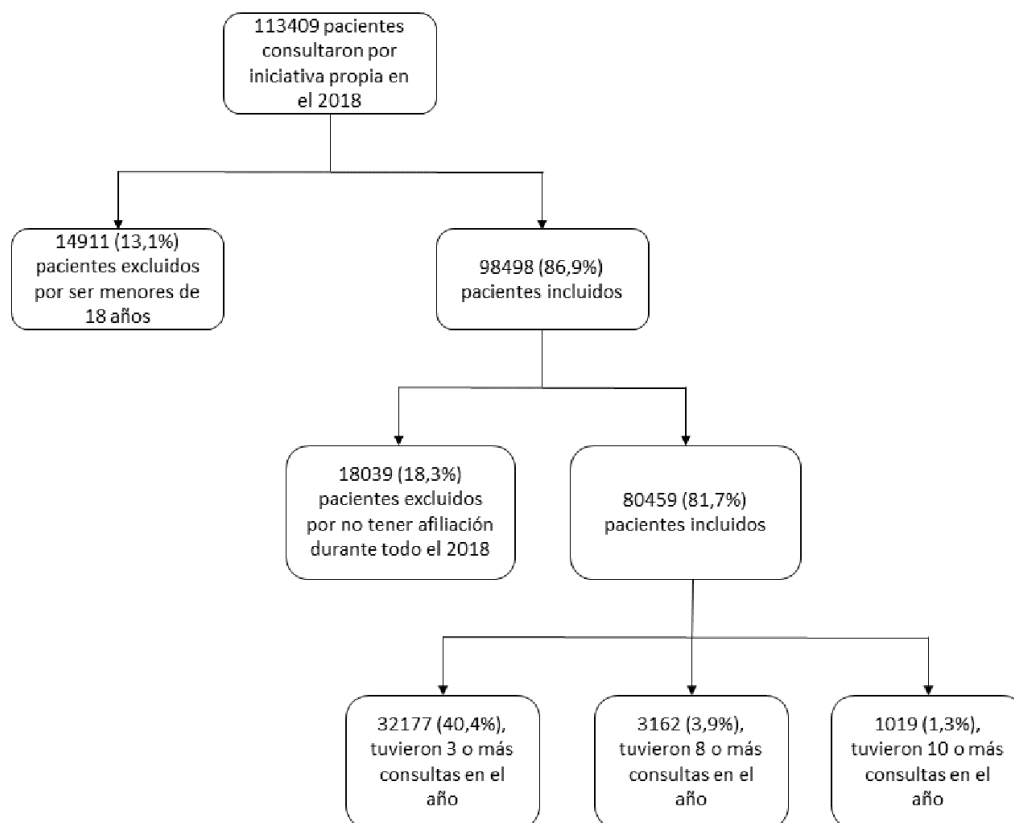 113409 pacientes
consultaron por
iniciativa propia en
el 2018
14911 (13,1%)
pacientes excluidos
por ser menores de
18 años
98498 (86,9%)
pacientes incluidos
18039 (18,3%)
pacientes excluidos
por no tener afiliación
durante todo el 2018
80459 (81,7%)
pacientes incluidos
32177 (40,4%),
tuvieron 3 o más
consultas en el
año
3162 (3,9%),
tuvieron 8 o más
consultas en el
año
1019 (1,3%),
tuvieron 10 o más
consultas en el
año